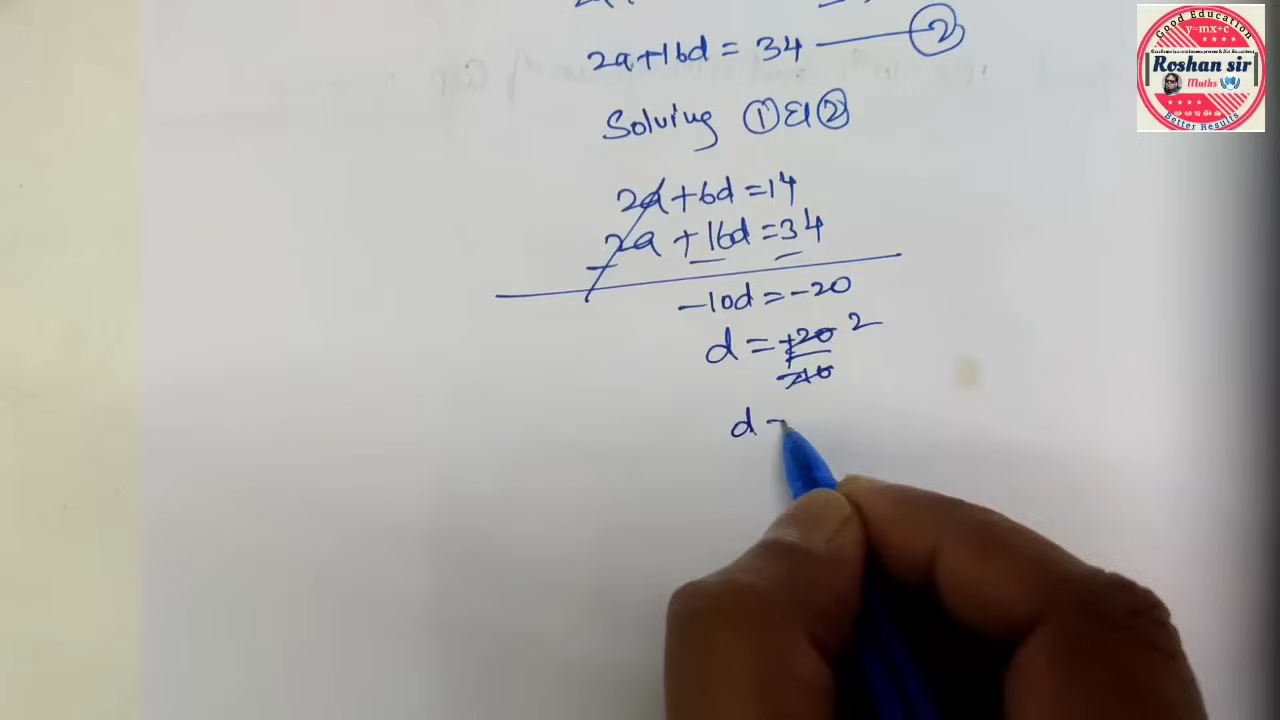 2a+16d = 34 ②
Solving ① & ②
2a +6d =14
2a +16d =34
-10d = -20
d = +20 2
+10
d =
Good Education
y=mx+c
Roshan sir
Maths
Better Results